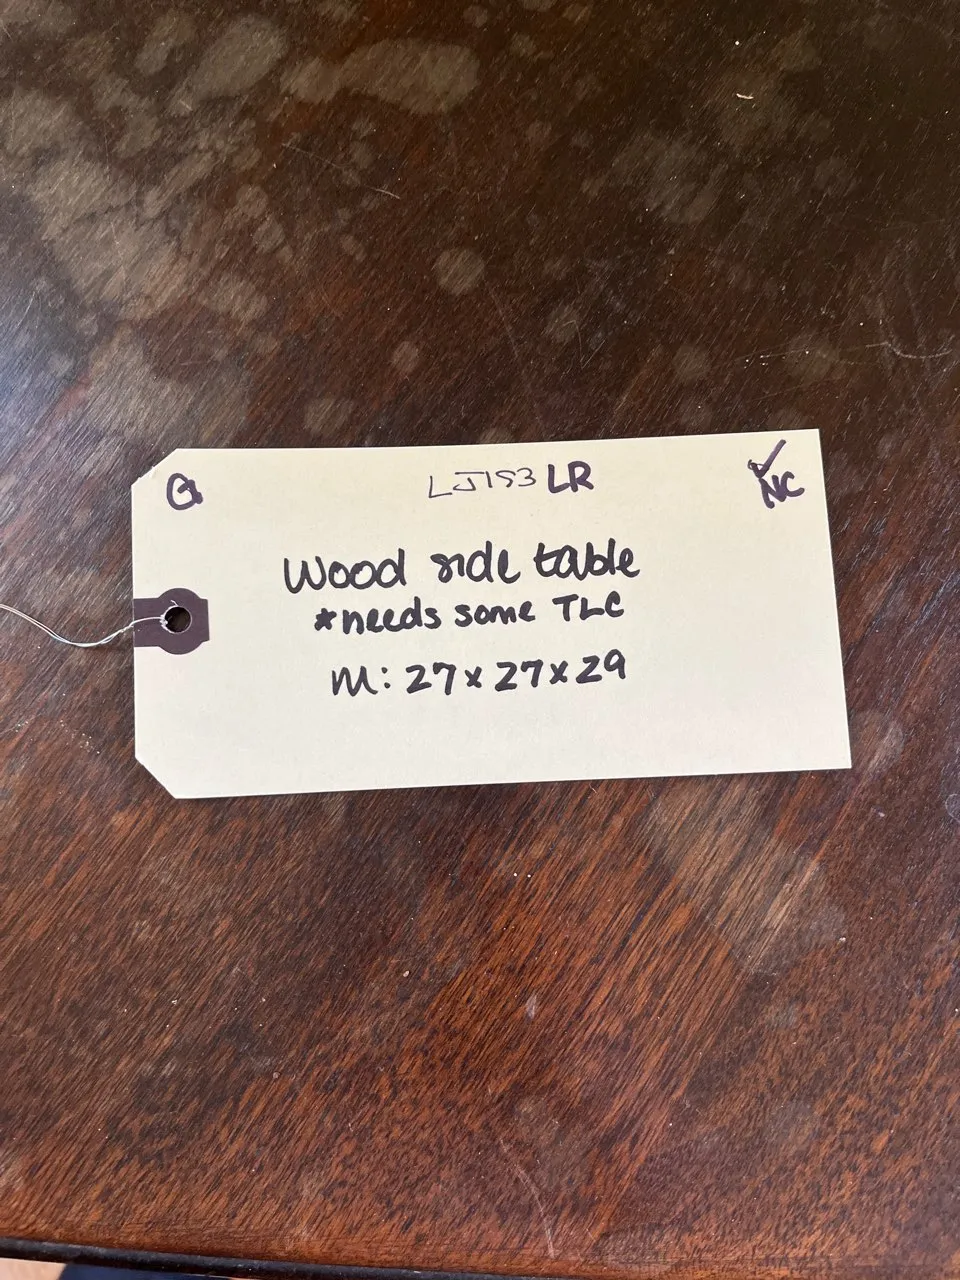 LJ153 LR
NC
Wood side table
*needs some TLC
M: 27 x 27 x 29